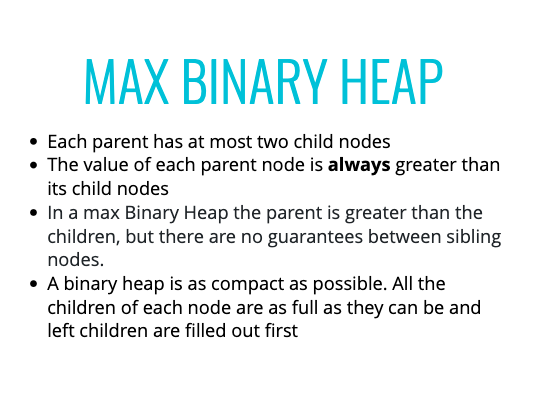 MAX BINARY HEAP
• Each parent has at most two child nodes
• The value of each parent node is always greater than
its child nodes
• In a max Binary Heap the parent is greater than the
children, but there are no guarantees between sibling
nodes.
• A binary heap is as compact as possible. All the
children of each node are as full as they can be and
left children are filled out first